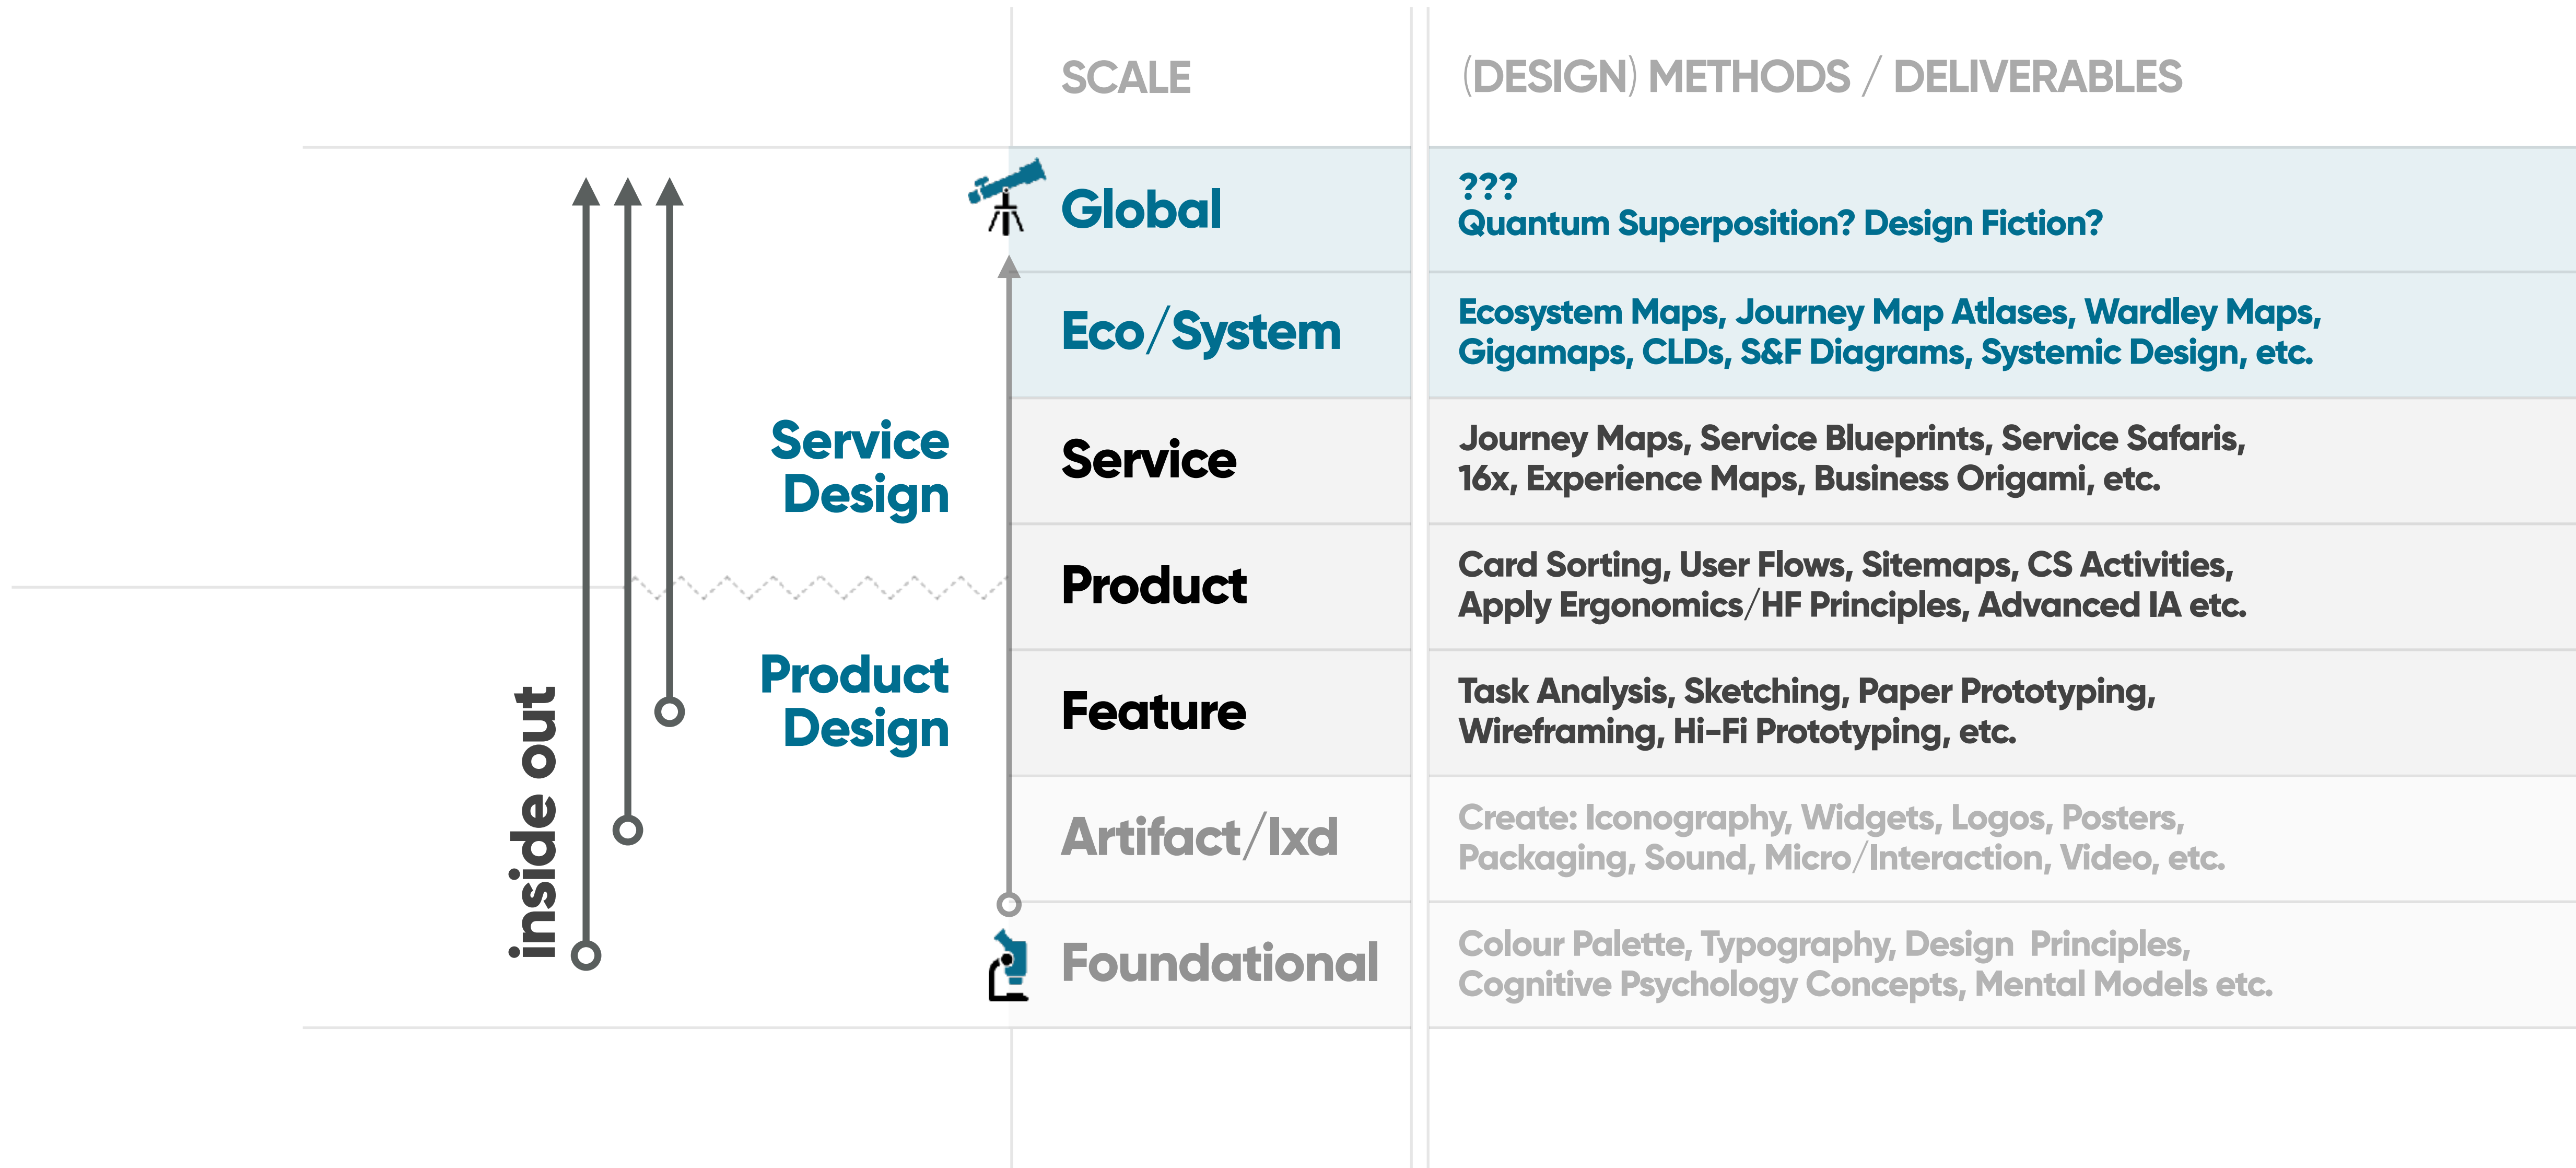 SCALE
(DESIGN) METHODS / DELIVERABLES
Global
???
Quantum Superposition? Design Fiction?
Eco/System
Ecosystem Maps, Journey Map Atlases, Wardley Maps,
Gigamaps, CLDs, S&F Diagrams, Systemic Design, etc.
Service
Design
Service
Journey Maps, Service Blueprints, Service Safaris,
16x, Experience Maps, Business Origami, etc.
Product
Card Sorting, User Flows, Sitemaps, CS Activities,
Apply Ergonomics/HF Principles, Advanced IA etc.
Product
Design
Feature
Task Analysis, Sketching, Paper Prototyping,
Wireframing, Hi-Fi Prototyping, etc.
inside out
Artifact/Ixd
Create: Iconography, Widgets, Logos, Posters,
Packaging, Sound, Micro/Interaction, Video, etc.
Foundational
Colour Palette, Typography, Design  Principles,
Cognitive Psychology Concepts, Mental Models etc.